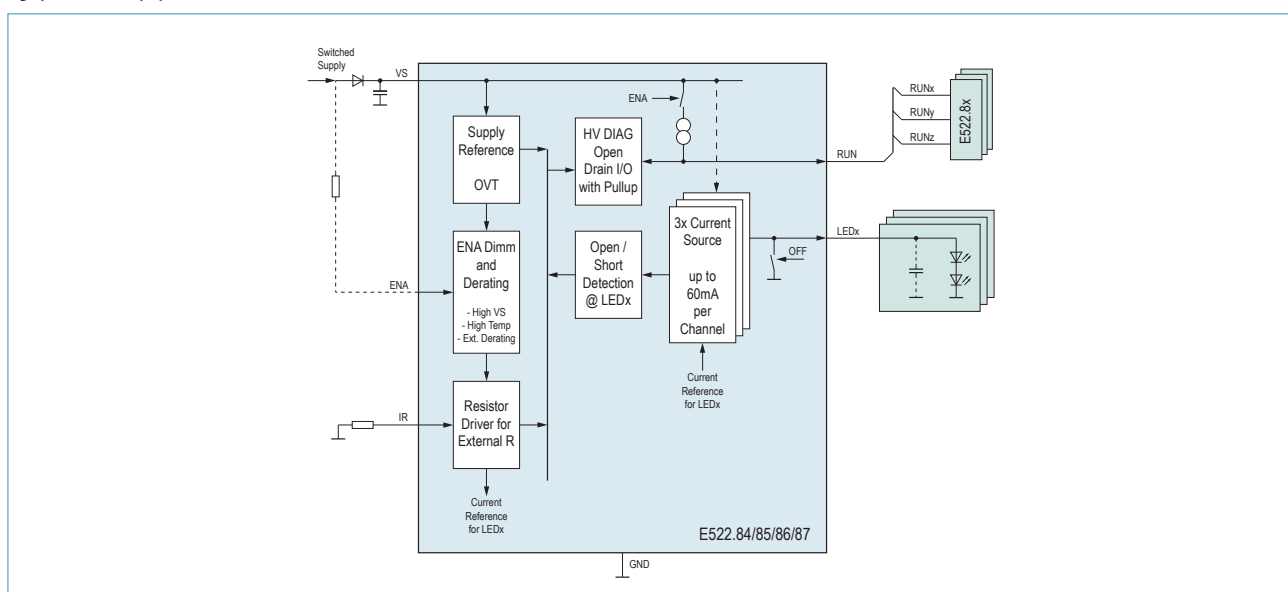 Switched
Supply
VS
ENA
RUNx
RUNy
RUNz
E522.8x
Supply
Reference
OVT
HV DIAG
Open
Drain I/O
with Pullup
RUN
3x Current
Source
up to
60mA
per
Channel
LEDx
OFF
ENA Dimm
and
Derating
- High VS
- High Temp
- Ext. Derating
ENA
Open /
Short
Detection
@ LEDx
Current
Reference
for LEDx
IR
Resistor
Driver for
External R
Current
Reference
for LEDx
E522.84/85/86/87
GND